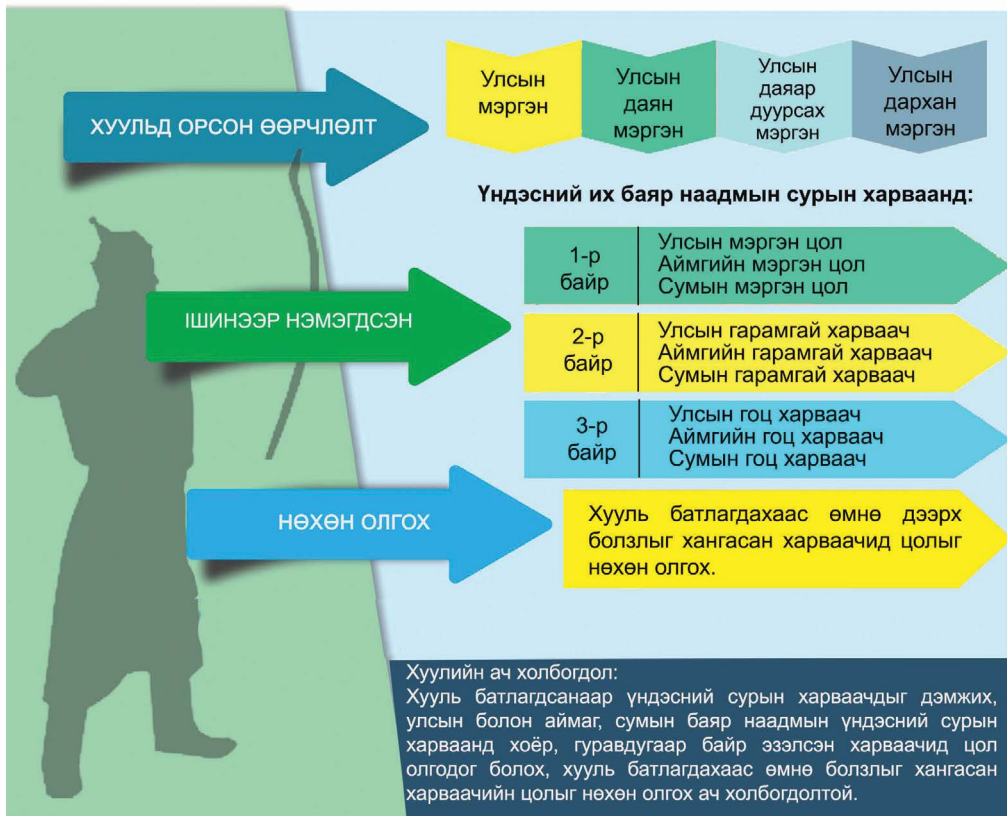 ХУУЛЬД ОРСОН ӨӨРЧЛӨЛТ
Улсын
мэргэн
Улсын
даян
мэргэн
Улсын
даяар
дуурсах
мэргэн
Улсын
дархан
мэргэн
Үндэсний их баяр наадмын сурын харваанд:
ІШИНЭЭР НЭМЭГДСЭН
1-р
байр
Улсын мэргэн цол
Аймгийн мэргэн цол
Сумын мэргэн цол
2-р
байр
Улсын гарамгай харваач
Аймгийн гарамгай харваач
Сумын гарамгай харваач
3-р
байр
Улсын гоц харваач
Аймгийн гоц харваач
Сумын гоц харваач
НӨХӨН ОЛГОХ
Хууль батлагдахаас өмнө дээрх
болзлыг хангасан харваачид цолыг
нөхөн олгох.
Хуулийн ач холбогдол:
Хууль батлагдсанаар үндэсний сурын харваачдыг дэмжих,
улсын болон аймаг, сумын баяр наадмын үндэсний сурын
харваанд хоёр, гуравдугаар байр эзэлсэн харваачид цол
олгодог болох, хууль батлагдахаас өмнө болзлыг хангасан
харваачийн цолыг нөхөн олгох ач холбогдолтой.